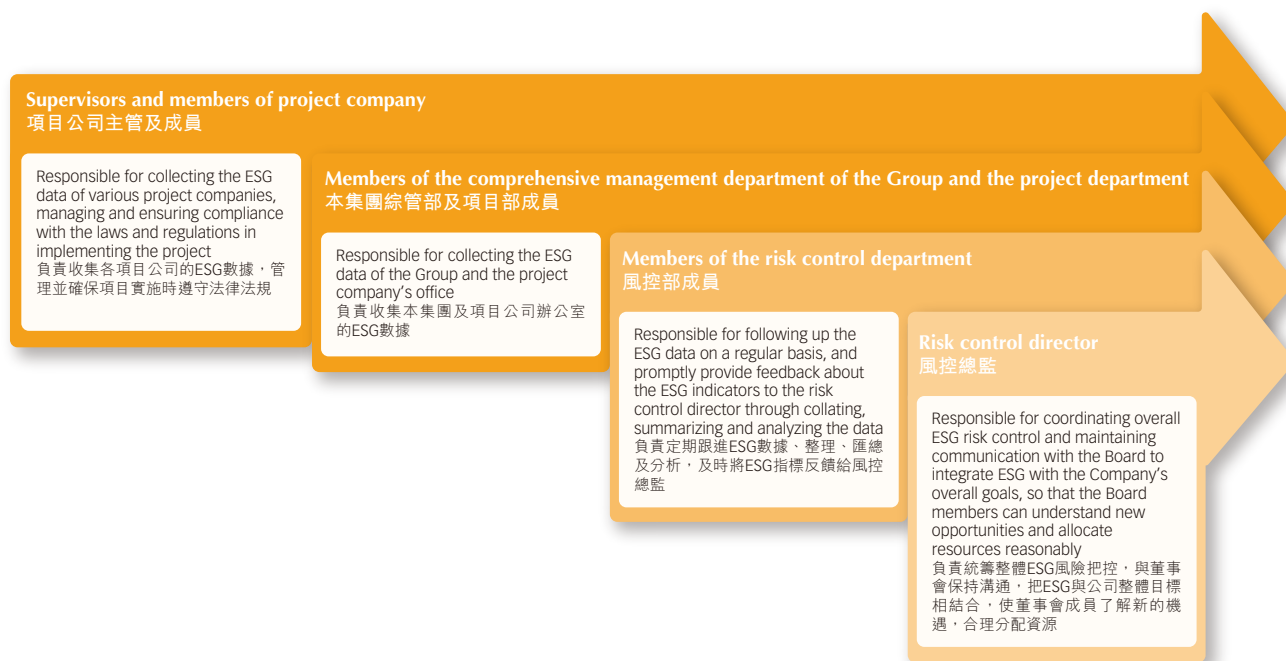 Supervisors and members of project company
項目公司主管及成員
Responsible for collecting the ESG
data of various project companies,
managing and ensuring compliance
with the laws and regulations in
implementing the project
負責收集各項目公司的ESG數據，管
理並確保項目實施時遵守法律法規
Members of the comprehensive management department of the Group and the project department
本集團綜管部及項目部成員
Responsible for collecting the ESG
data of the Group and the project
company's office
負責收集本集團及項目公司辦公室
的ESG數據
Members of the risk control department
風控部成員
Responsible for following up the
ESG data on a regular basis, and
promptly provide feedback about
the ESG indicators to the risk
control director through collating,
summarizing and analyzing the data
負責定期跟進ESG數據、整理、匯總
及分析，及時將ESG指標反饋給風控
總監
Risk control director
風控總監
Responsible for coordinating overall
ESG risk control and maintaining
communication with the Board to
integrate ESG with the Company's
overall goals, so that the Board
members can understand new
opportunities and allocate
resources reasonably
負責統籌整體ESG風險把控，與董事
會保持溝通，把ESG與公司整體目標
相結合，使董事會成員了解新的機
遇，合理分配資源